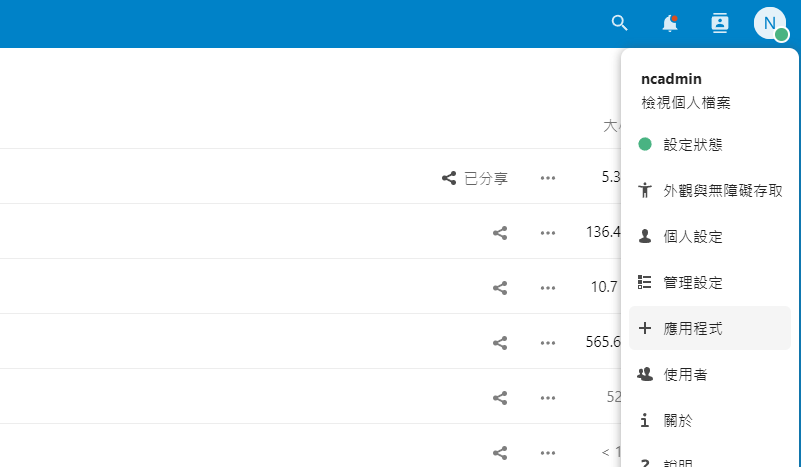 N
ncadmin
檢視個人檔案
大小
設定狀態
已分享
5.3
外觀與無障礙存取
136.4
個人設定
10.7
管理設定
應用程式
565.6
使用者
52
關於
< 1
說明